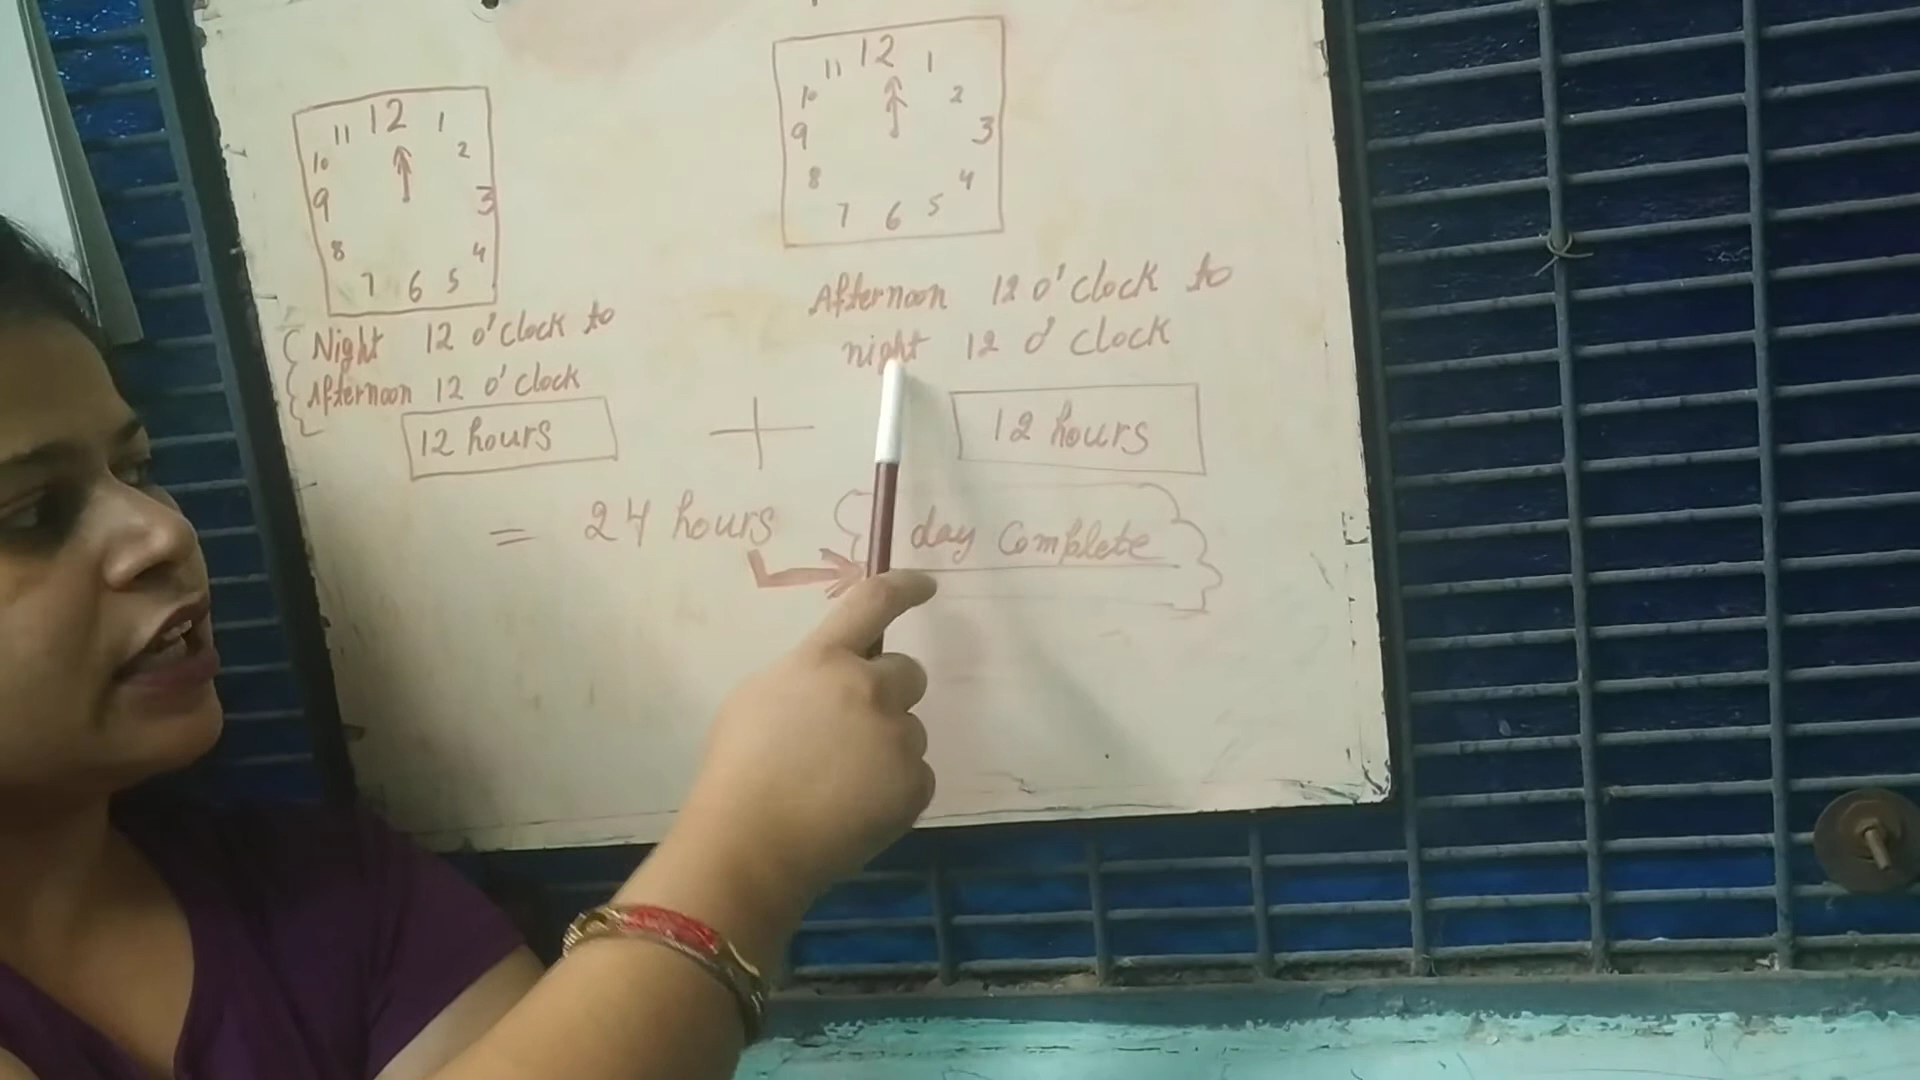 12
11 1
10 2
9 3
8 4
7 6 5
Night 12 o'clock to
Afternoon 12 o'clock
12 hours
12
11 1
10 2
9 3
8 4
7 6 5
Afternoon 12 o'clock to
night 12 o' clock
+
12 hours
= 24 hours
day Complete